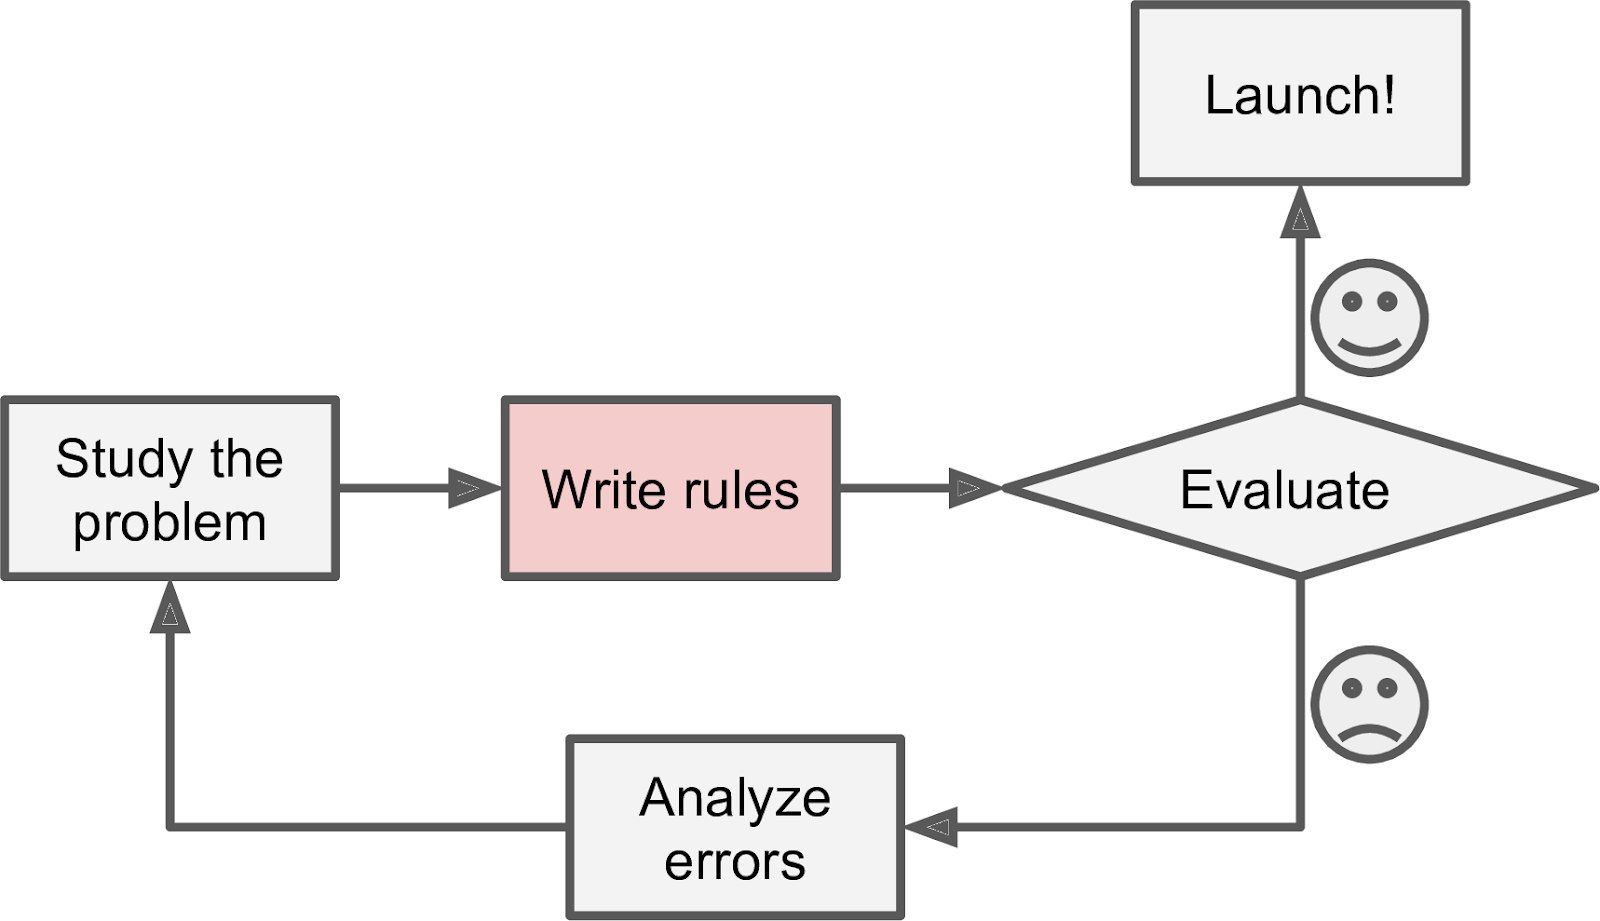 Launch!
Study the
problem
Write rules
Evaluate
Analyze
errors